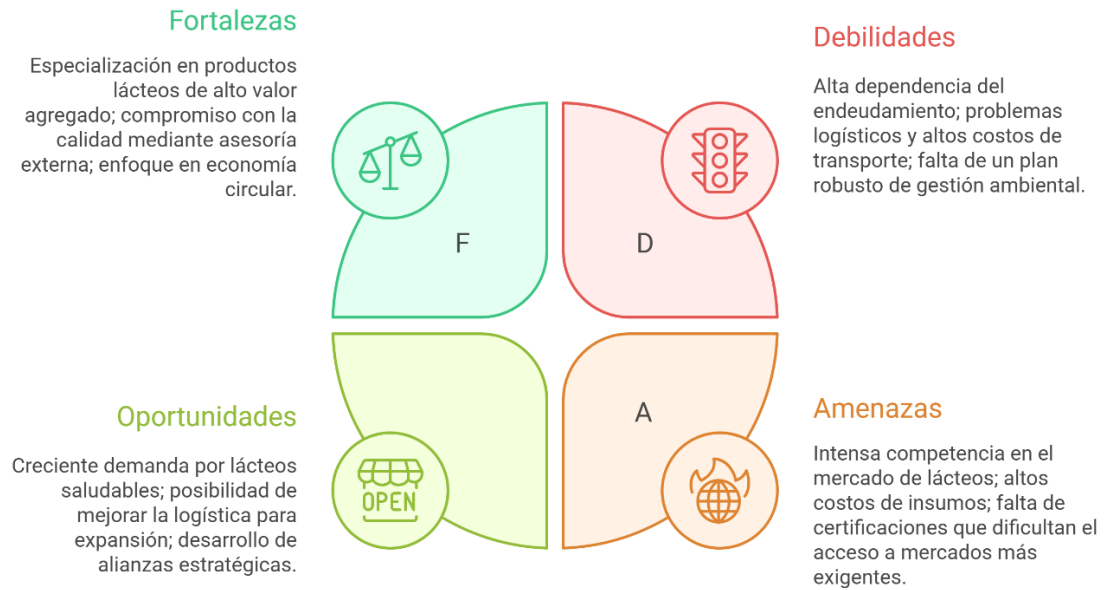 Fortalezas
Especialización en productos
lácteos de alto valor
agregado; compromiso con la
calidad mediante asesoría
externa; enfoque en economía
circular.
Debilidades
Alta dependencia del
endeudamiento; problemas
logísticos y altos costos de
transporte; falta de un plan
robusto de gestión ambiental.
F
D
Oportunidades
Creciente demanda por lácteos
saludables; posibilidad de
mejorar la logística para
expansión; desarrollo de
alianzas estratégicas.
OPEN
A
Amenazas
Intensa competencia en el
mercado de lácteos; altos
costos de insumos; falta de
certificaciones que dificultan el
acceso a mercados más
exigentes.